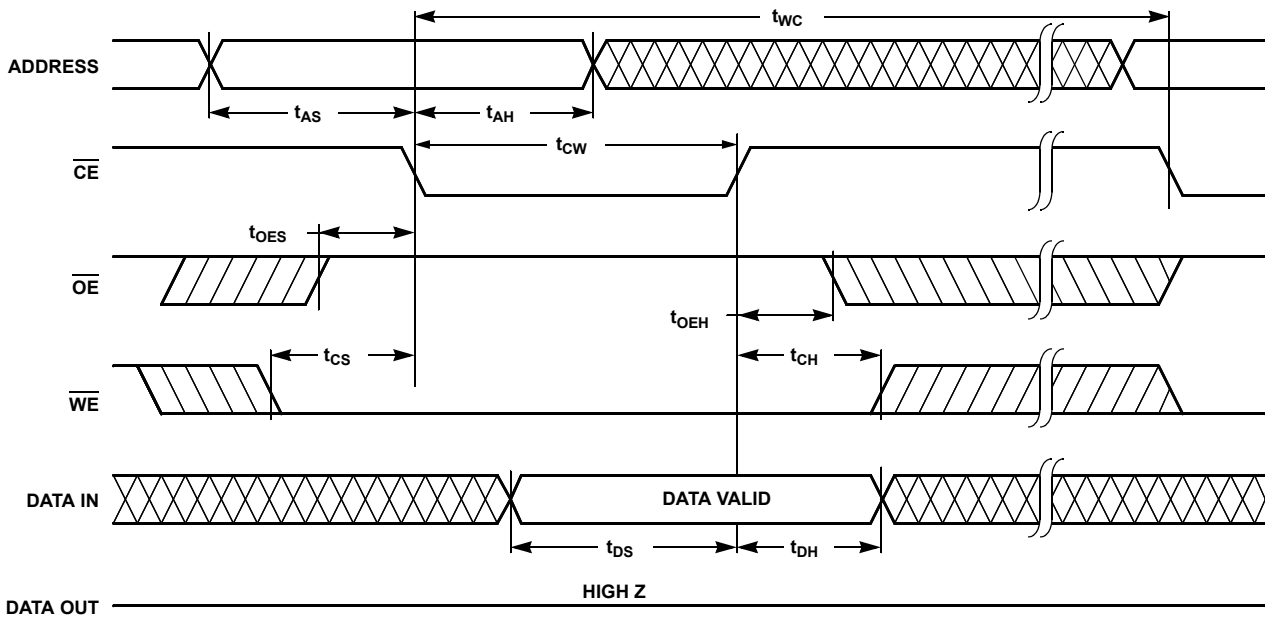 tWC
ADDRESS
tAS
tAH
tCW
CE
tOES
OE
tOEH
tCS
tCH
WE
DATA IN
DATA VALID
tDS
tDH
HIGH Z
DATA OUT